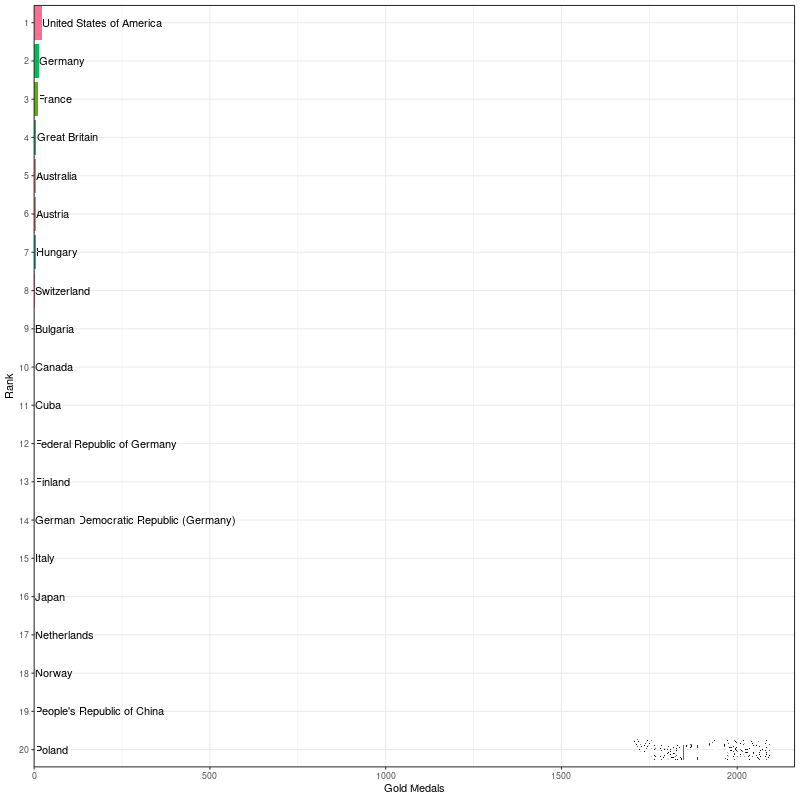 1 United States of America
2 Germany
3 France
4 Great Britain
5 Australia
6 Austria
7 Hungary
8 Switzerland
9 Bulgaria
10 Canada
11 Cuba
12 Federal Republic of Germany
13 Finland
14 German Democratic Republic (Germany)
15 Italy
16 Japan
17 Netherlands
18 Norway
19 People's Republic of China
20 Poland
Rank
0 500 1000 1500 2000
Gold Medals